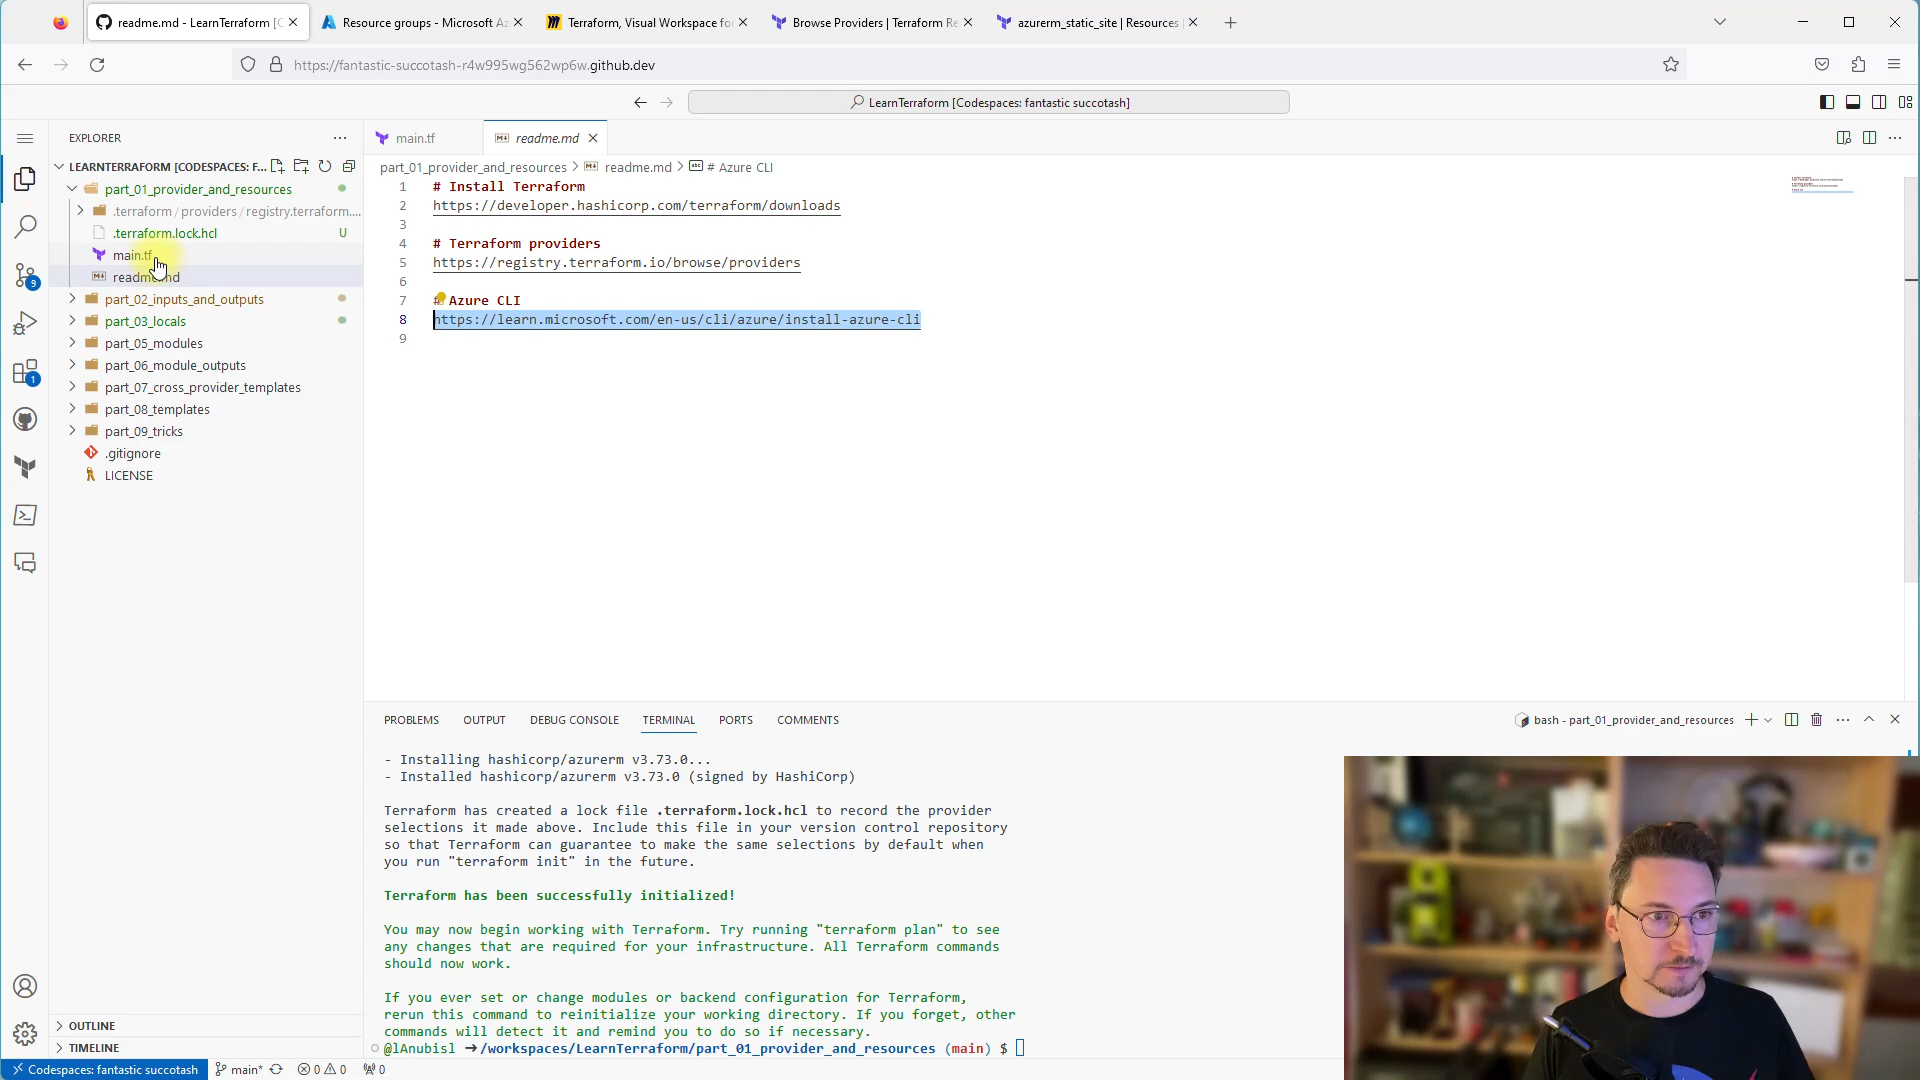 readme.md - LearnTerraform [C
Resource groups - Microsoft Az
Terraform, Visual Workspace for
Browse Providers | Terraform Re
azurerm_static_site | Resources |
https://fantastic-succotash-r4w995wg562wp6w.github.dev
LearnTerraform [Codespaces: fantastic succotash]
EXPLORER
main.tf
readme.md
LEARNTERRAFORM [CODESPACES: F...
part_01_provider_and_resources > readme.md > # Azure CLI
part_01_provider_and_resources
.terraform / providers / registry.terraform....
.terraform.lock.hcl U
main.tf
readme.md
part_02_inputs_and_outputs
part_03_locals
part_05_modules
part_06_module_outputs
part_07_cross_provider_templates
part_08_templates
part_09_tricks
.gitignore
LICENSE
9
1
1 # Install Terraform
2 https://developer.hashicorp.com/terraform/downloads
3
4 # Terraform providers
5 https://registry.terraform.io/browse/providers
6
7 # Azure CLI
8 https://learn.microsoft.com/en-us/cli/azure/install-azure-cli
9
PROBLEMS OUTPUT DEBUG CONSOLE TERMINAL PORTS COMMENTS
bash - part_01_provider_and_resources
- Installing hashicorp/azurerm v3.73.0...
- Installed hashicorp/azurerm v3.73.0 (signed by HashiCorp)
Terraform has created a lock file .terraform.lock.hcl to record the provider
selections it made above. Include this file in your version control repository
so that Terraform can guarantee to make the same selections by default when
you run "terraform init" in the future.
Terraform has been successfully initialized!
You may now begin working with Terraform. Try running "terraform plan" to see
any changes that are required for your infrastructure. All Terraform commands
should now work.
If you ever set or change modules or backend configuration for Terraform,
rerun this command to reinitialize your working directory. If you forget, other
commands will detect it and remind you to do so if necessary.
@lAnubisl ➜/workspaces/LearnTerraform/part_01_provider_and_resources (main) $
OUTLINE
TIMELINE
Codespaces: fantastic succotash main* 0 0 0